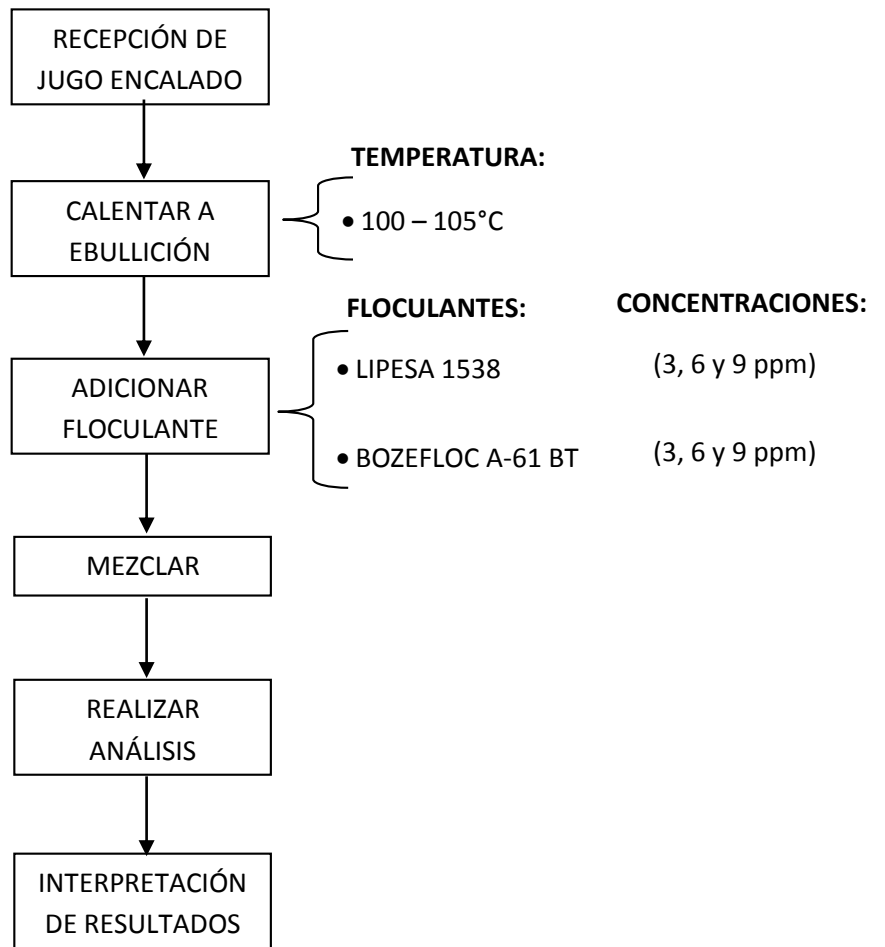 RECEPCIÓN DE
JUGO ENCALADO
TEMPERATURA:
CALENTAR A
EBULLICIÓN
• 100 – 105°C
FLOCULANTES:
CONCENTRACIONES:
ADICIONAR
FLOCULANTE
• LIPESA 1538
(3, 6 y 9 ppm)
• BOZEFLOC A-61 BT
(3, 6 y 9 ppm)
MEZCLAR
REALIZAR
ANÁLISIS
INTERPRETACIÓN
DE RESULTADOS